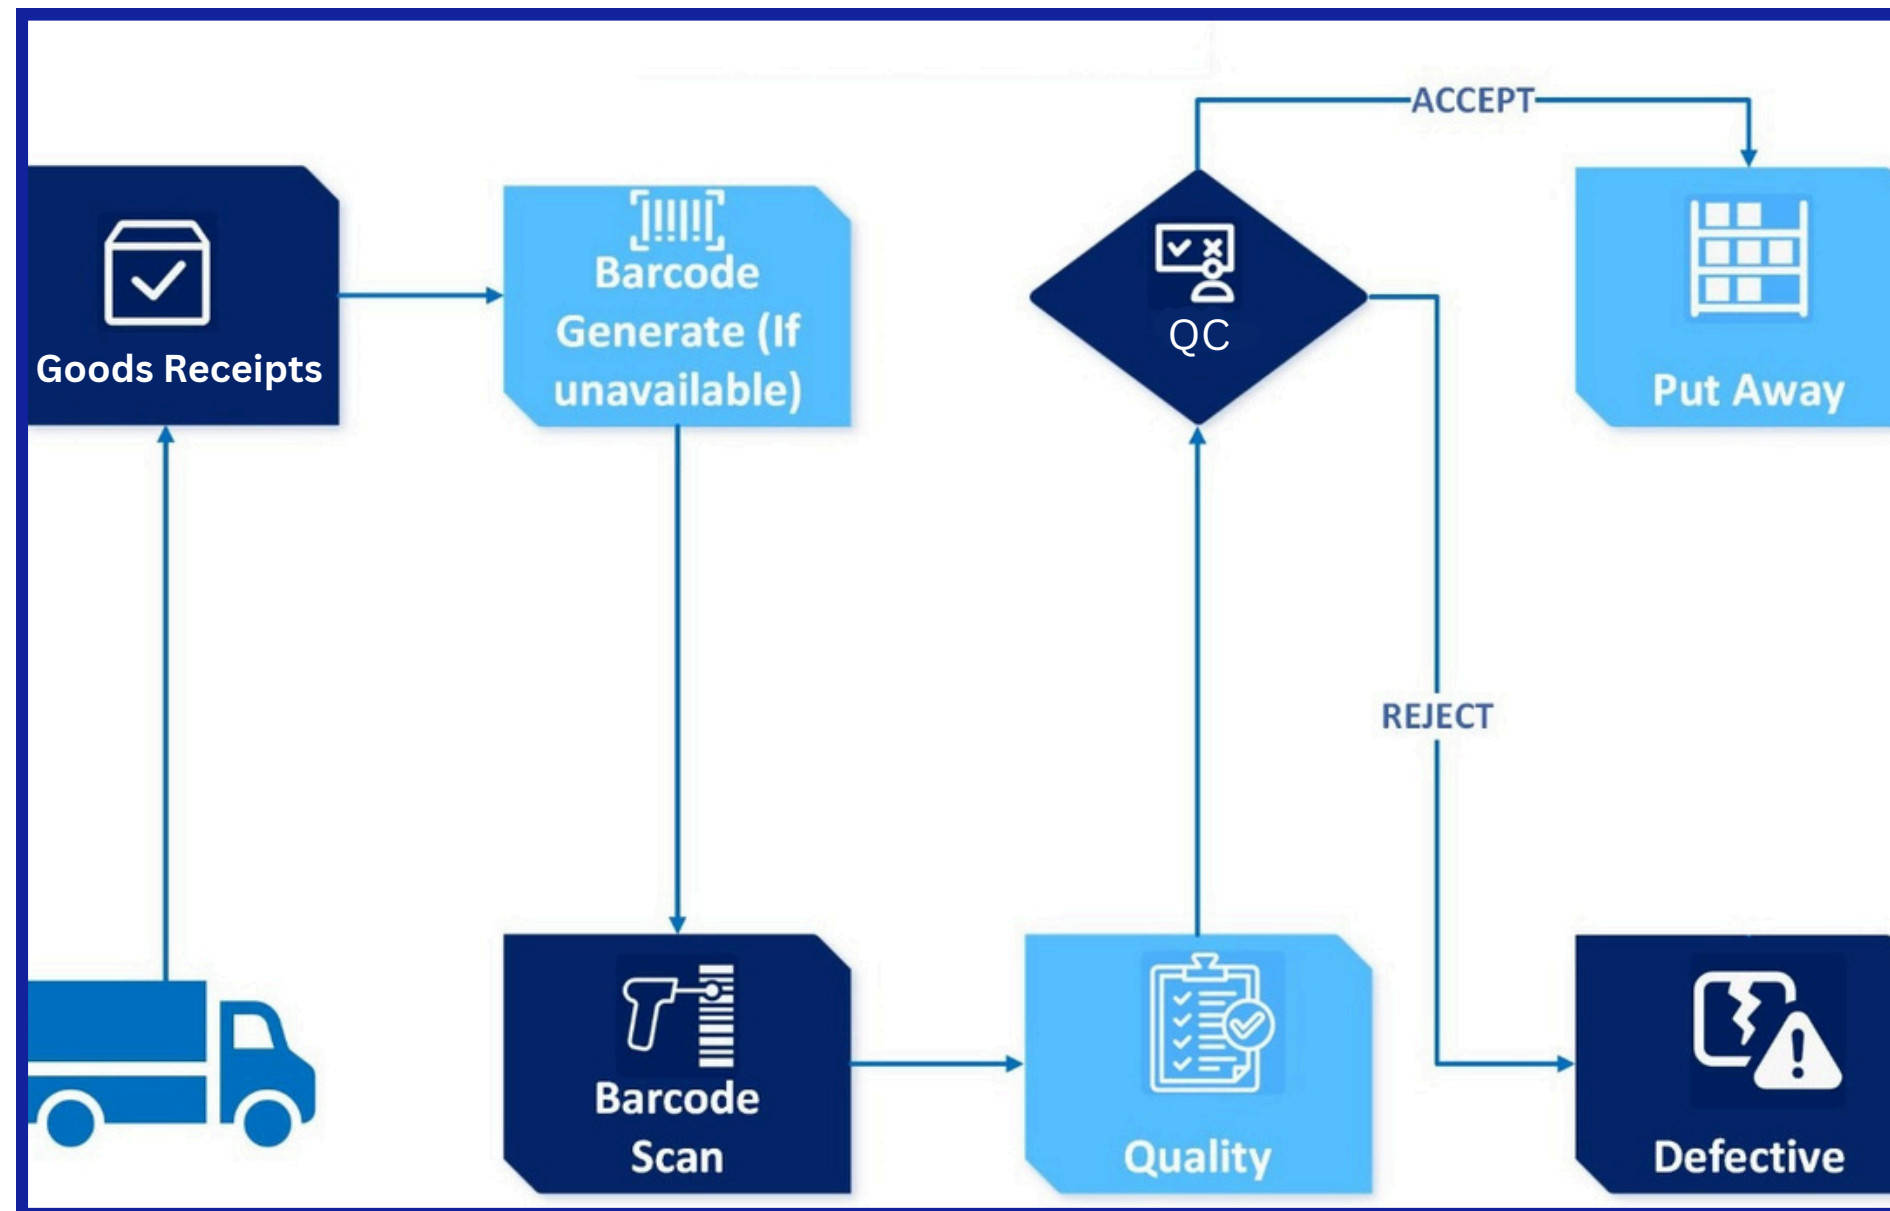 Goods Receipts
Barcode
Generate (If
unavailable)
Barcode
Scan
Quality
QC
ACCEPT
Put Away
REJECT
Defective